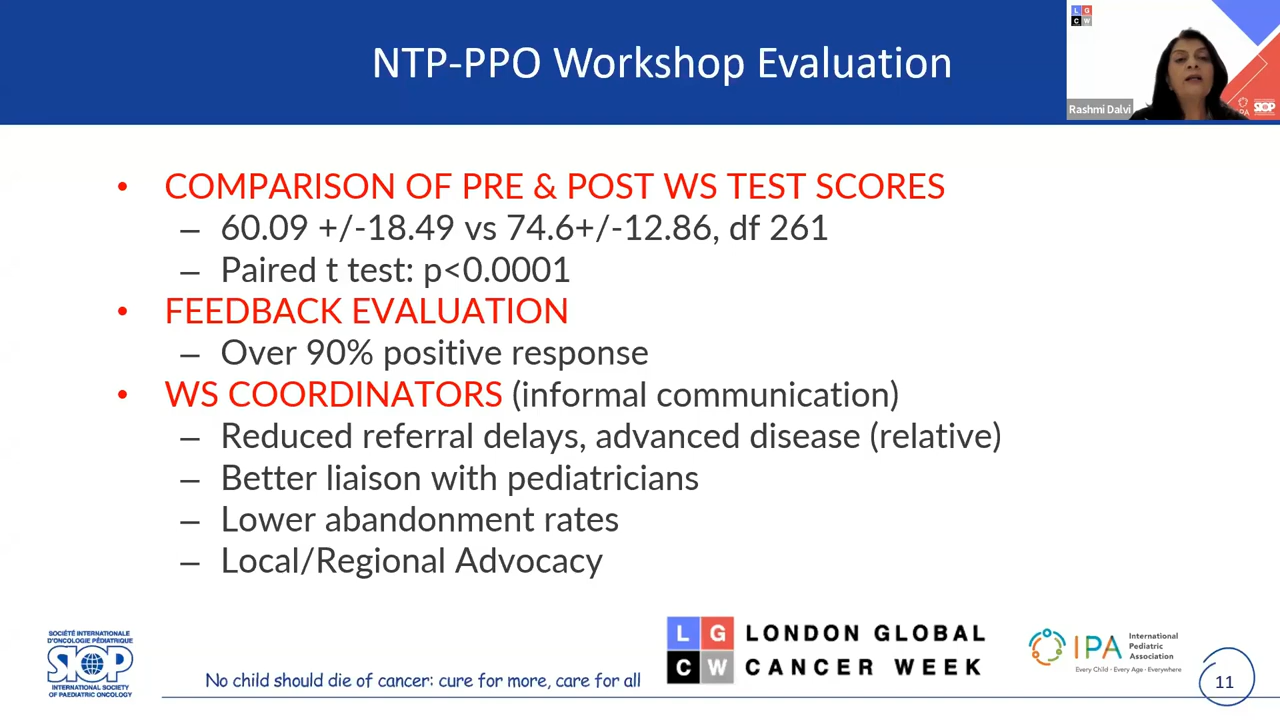 NTP-PPO Workshop Evaluation
L G
C W
Rashmi Dalvi
SIOP
• COMPARISON OF PRE & POST WS TEST SCORES
– 60.09 +/-18.49 vs 74.6+/-12.86, df 261
– Paired t test: p<0.0001
• FEEDBACK EVALUATION
– Over 90% positive response
• WS COORDINATORS (informal communication)
– Reduced referral delays, advanced disease (relative)
– Better liaison with pediatricians
– Lower abandonment rates
– Local/Regional Advocacy
SOCIÉTÉ INTERNATIONALE
D'ONCOLOGIE PÉDIATRIQUE
SIOP
INTERNATIONAL SOCIETY
OF PAEDIATRIC ONCOLOGY
No child should die of cancer: cure for more, care for all
L G
C W
LONDON GLOBAL
CANCER WEEK
IPA
International
Pediatric
Association
Every Child · Every Age · Everywhere
11